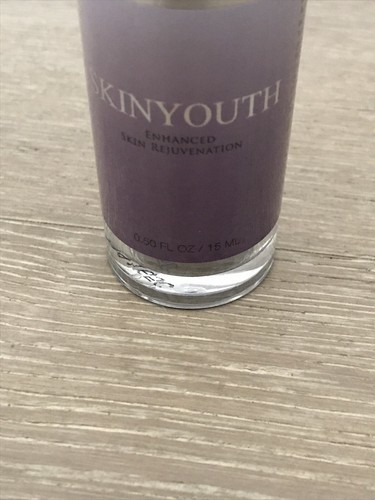 SKINYOUTH
ENHANCED
SKIN REJUVENATION
0.50 FL OZ / 15 ML